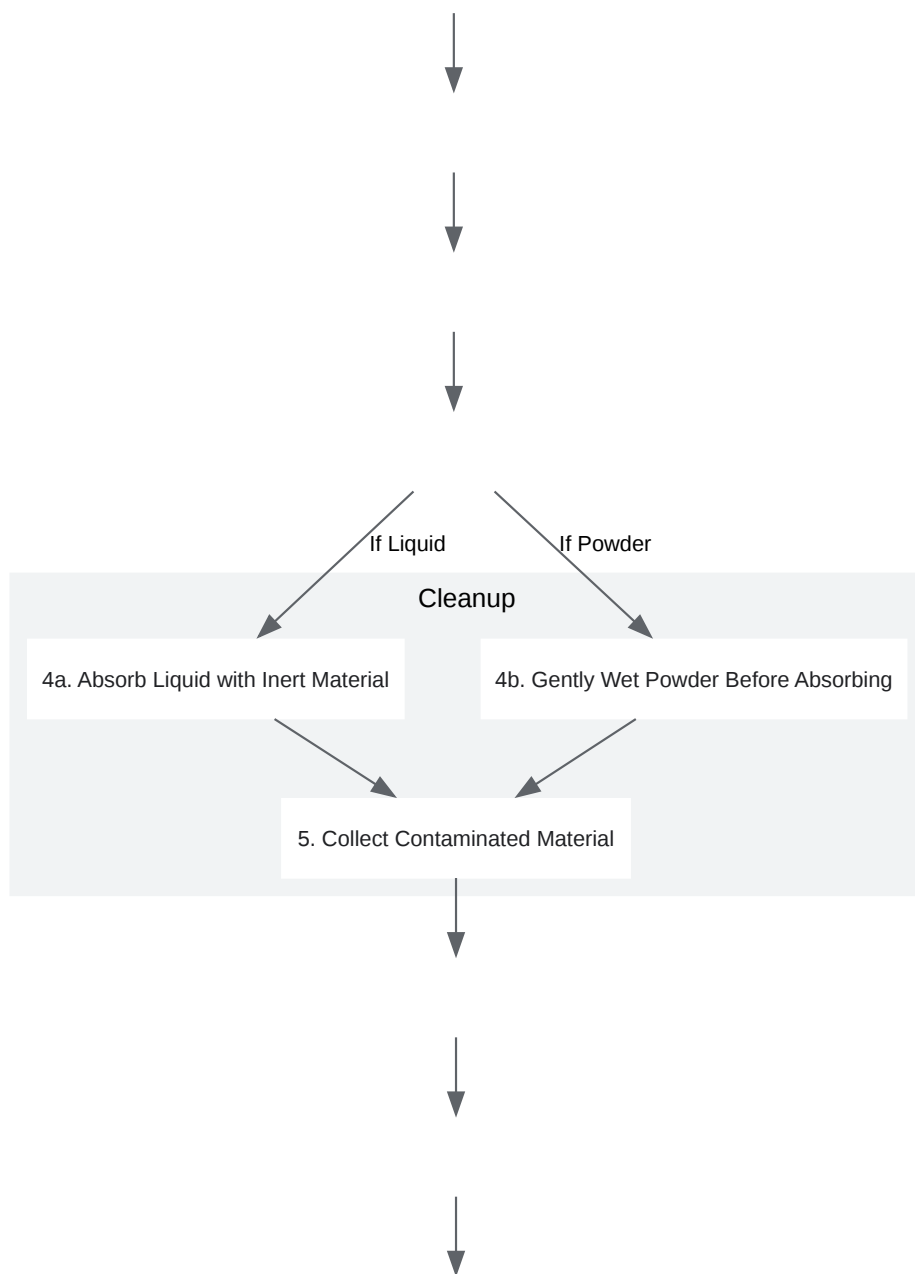 If Liquid
If Powder
Cleanup
4a. Absorb Liquid with Inert Material
4b. Gently Wet Powder Before Absorbing
5. Collect Contaminated Material